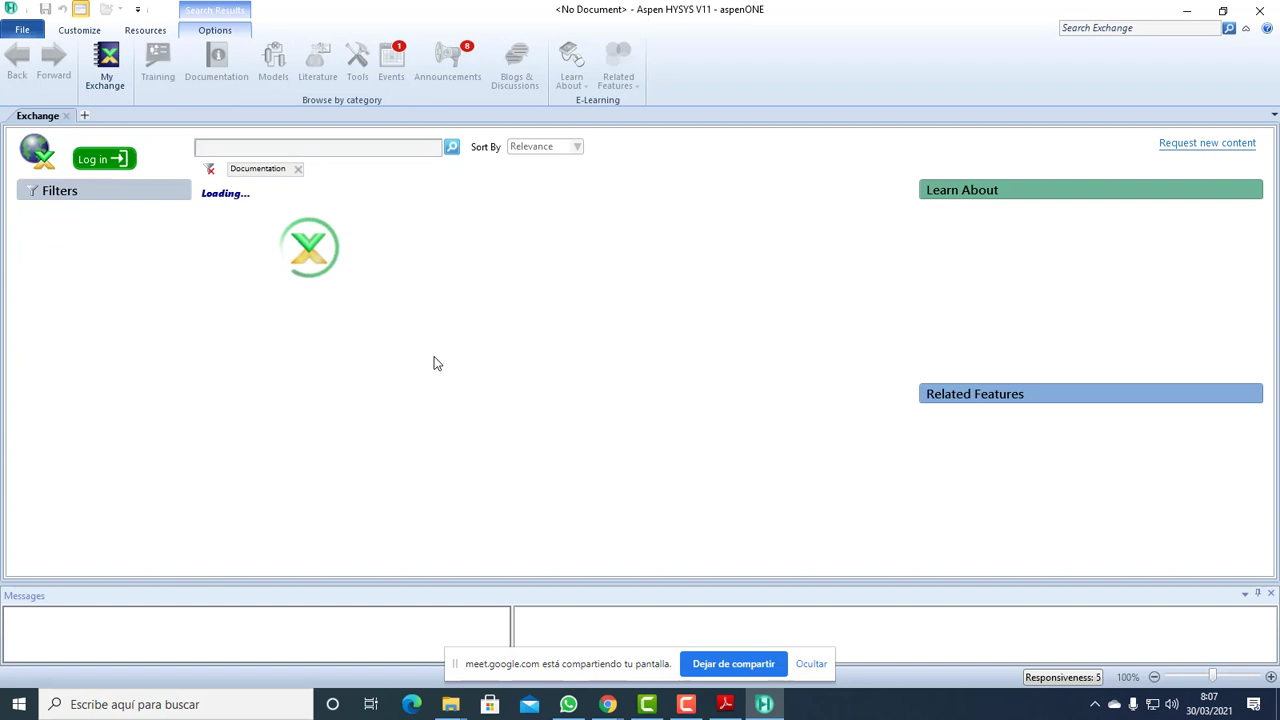 Search Results
<No Document> - Aspen HYSYS V11 - aspenONE
File
Customize
Resources
Options
Search Exchange
Back
Forward
My
Exchange
Training
Documentation
Models
Literature
Tools
1
Events
8
Announcements
Blogs &
Discussions
Learn
About
Related
Features
Browse by category
E-Learning
Exchange
Log in
Sort By
Relevance
Request new content
Documentation
Filters
Loading...
Learn About
Related Features
Messages
meet.google.com está compartiendo tu pantalla.
Dejar de compartir
Ocultar
Responsiveness: 5
100%
Escribe aquí para buscar
8:07
30/03/2021